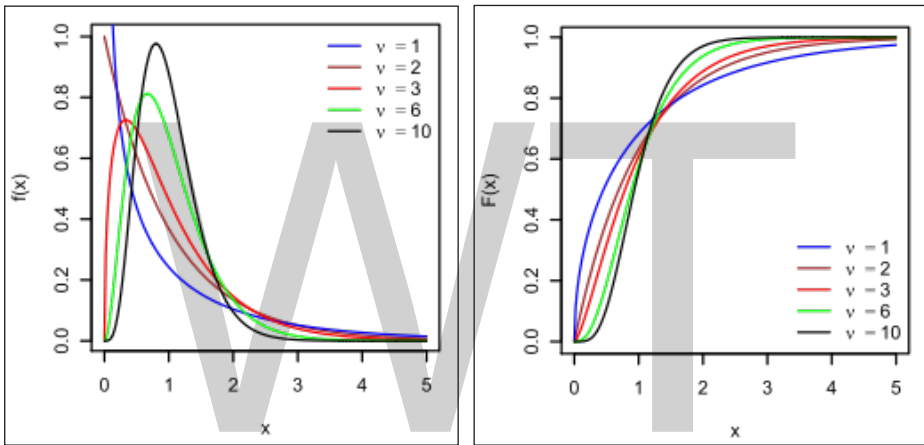 f(x)
1.0
0.8
0.6
0.4
0.2
0.0
ν = 1
ν = 2
ν = 3
ν = 6
ν = 10
0 1 2 3 4 5
x
F(x)
1.0
0.8
0.6
0.4
0.2
0.0
ν = 1
ν = 2
ν = 3
ν = 6
ν = 10
0 1 2 3 4 5
x
WT